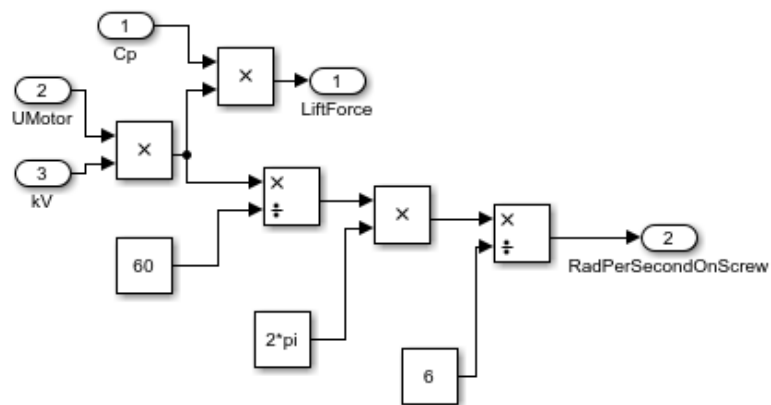 1
Cp
×
1
LiftForce
2
UMotor
×
3
kV
×
÷
×
×
÷
2
RadPerSecondOnScrew
60
2*pi
6